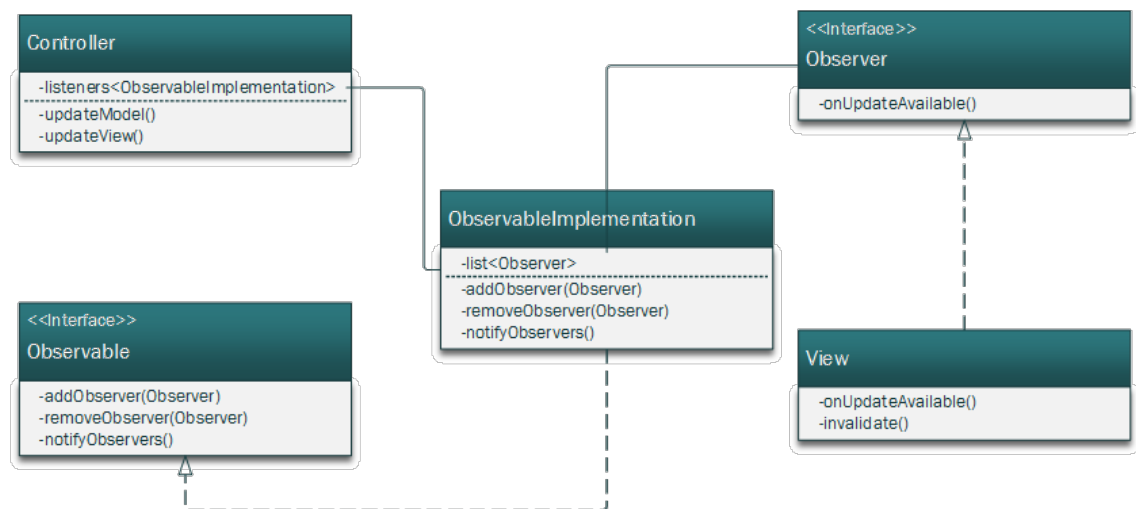 Controller
-listeners<ObservableImplementation>
-updateModel()
-updateView()
<<Interface>>
Observer
-onUpdateAvailable()
ObservableImplementation
-list<Observer>
-addObserver(Observer)
-removeObserver(Observer)
-notifyObservers()
<<Interface>>
Observable
-addObserver(Observer)
-removeObserver(Observer)
-notifyObservers()
View
-onUpdateAvailable()
-invalidate()